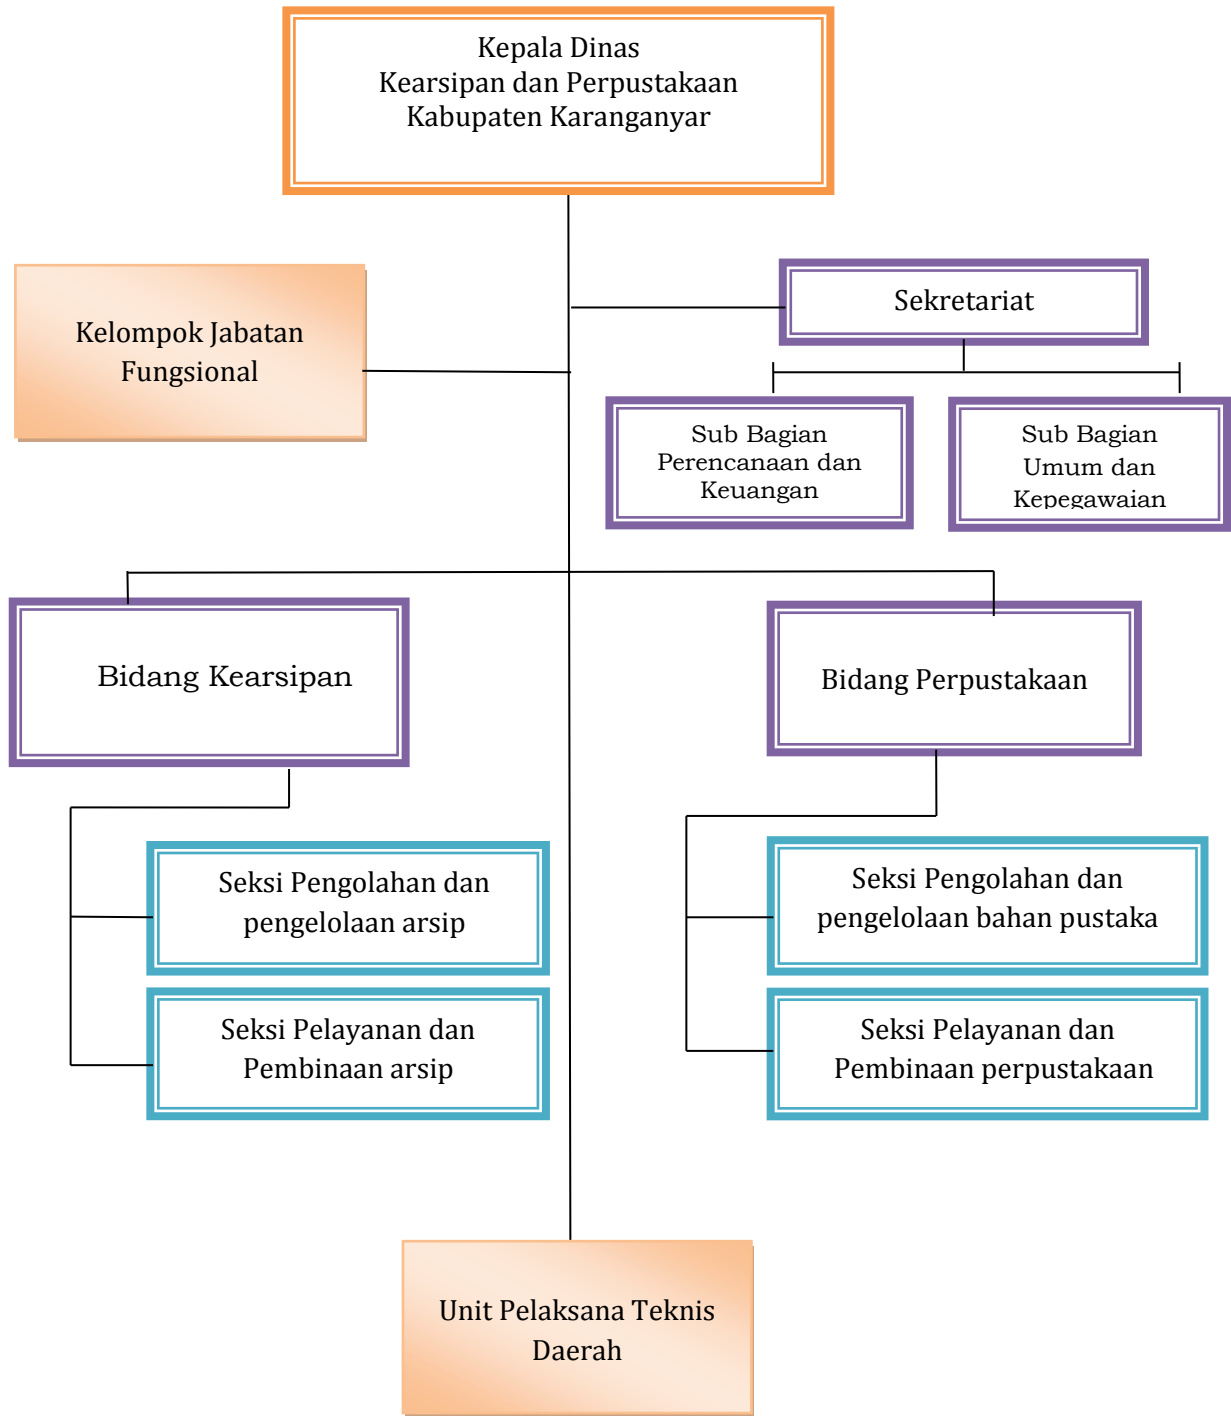 Kepala Dinas
Kearsipan dan Perpustakaan
Kabupaten Karanganyar
Kelompok Jabatan
Fungsional
Sekretariat
Sub Bagian
Perencanaan dan
Keuangan
Sub Bagian
Umum dan
Kepegawaian
Bidang Kearsipan
Bidang Perpustakaan
Seksi Pengolahan dan
pengelolaan arsip
Seksi Pelayanan dan
Pembinaan arsip
Seksi Pengolahan dan
pengelolaan bahan pustaka
Seksi Pelayanan dan
Pembinaan perpustakaan
Unit Pelaksana Teknis
Daerah